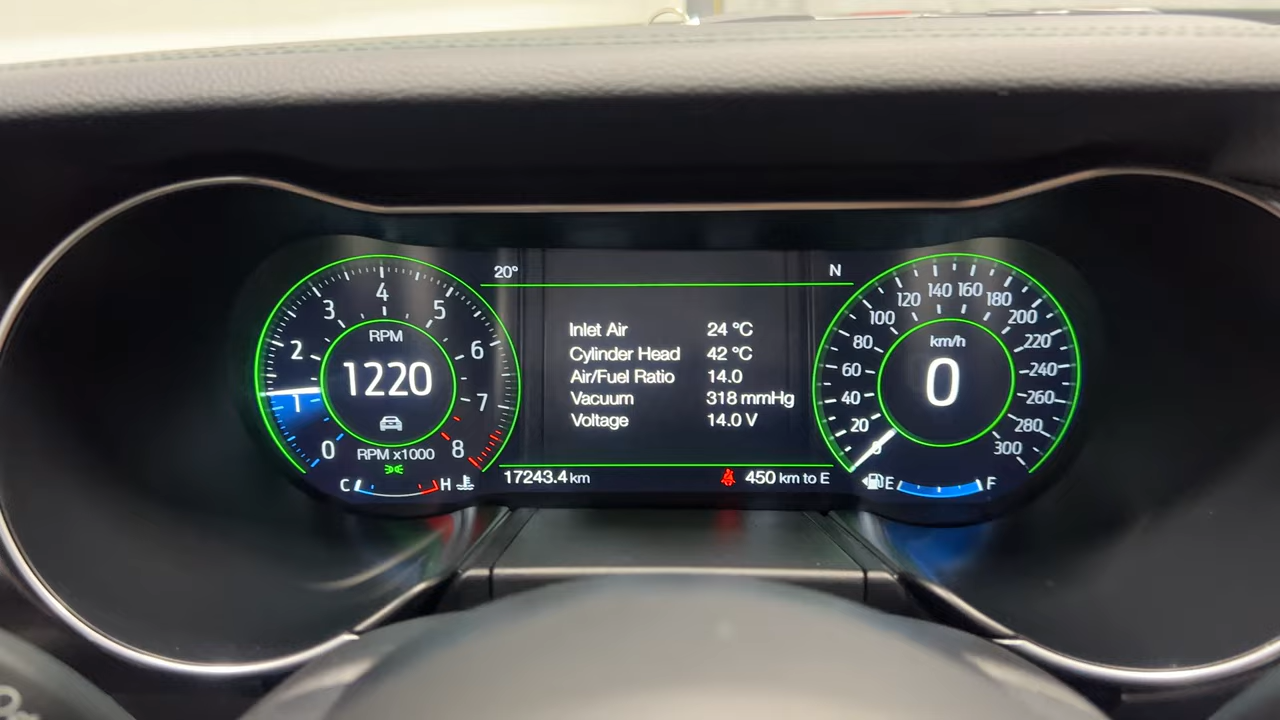 20° N
4
3 5
2 6
1 7
0 8
RPM
1220
RPM x1000
C H
Inlet Air 24 °C
Cylinder Head 42 °C
Air/Fuel Ratio 14.0
Vacuum 318 mmHg
Voltage 14.0 V
17243.4 km 450 km to E
140 160
120 180
100 200
80 220
60 240
40 260
20 280
0 300
km/h
0
E F